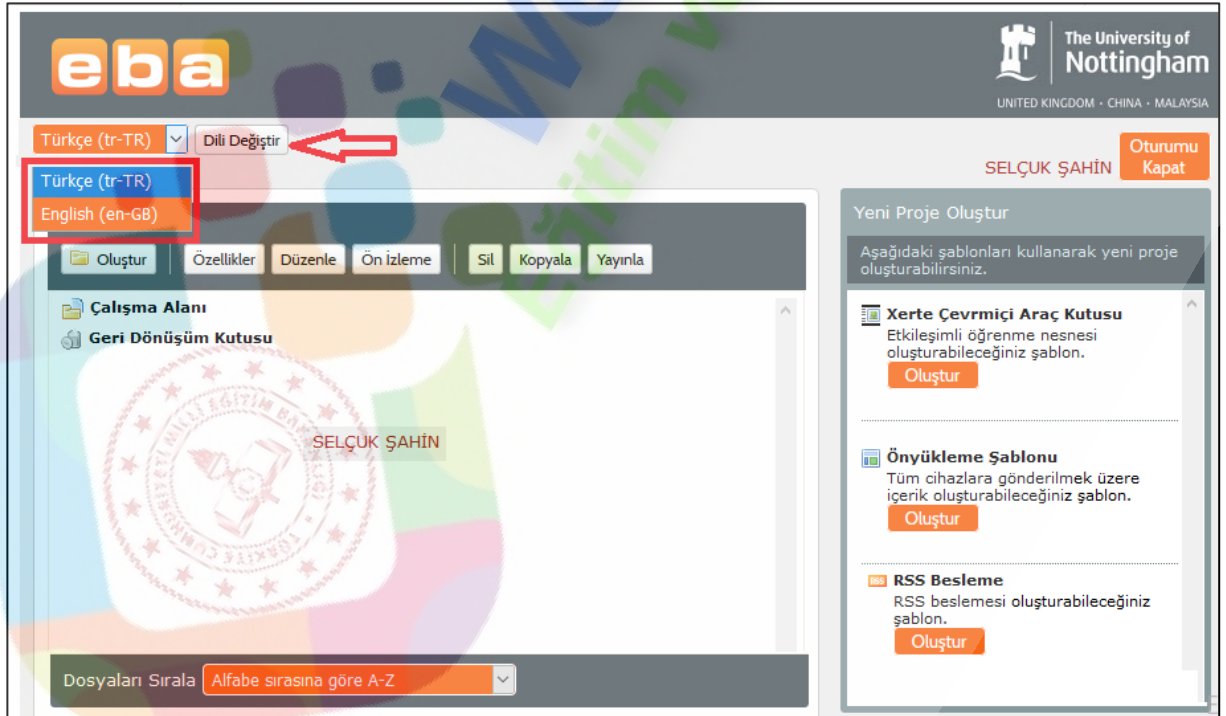 eba
The University of
Nottingham
UNITED KINGDOM · CHINA · MALAYSIA
Türkçe (tr-TR) Dili Değiştir
Türkçe (tr-TR)
English (en-GB)
SELÇUK ŞAHİN
Oturumu
Kapat
Oluştur Özellikler Düzenle Ön İzleme Sil Kopyala Yayınla
Çalışma Alanı
Geri Dönüşüm Kutusu
SELÇUK ŞAHİN
Dosyaları Sırala Alfabe sırasına göre A-Z
Yeni Proje Oluştur
Aşağıdaki şablonları kullanarak yeni proje
oluşturabilirsiniz.
Xerte Çevrmiçi Araç Kutusu
Etkileşimli öğrenme nesnesi
oluşturabileceğiniz şablon.
Oluştur
Önyükleme Şablonu
Tüm cihazlara gönderilmek üzere
içerik oluşturabileceğiniz şablon.
Oluştur
RSS RSS Besleme
RSS beslemesi oluşturabileceğiniz
şablon.
Oluştur